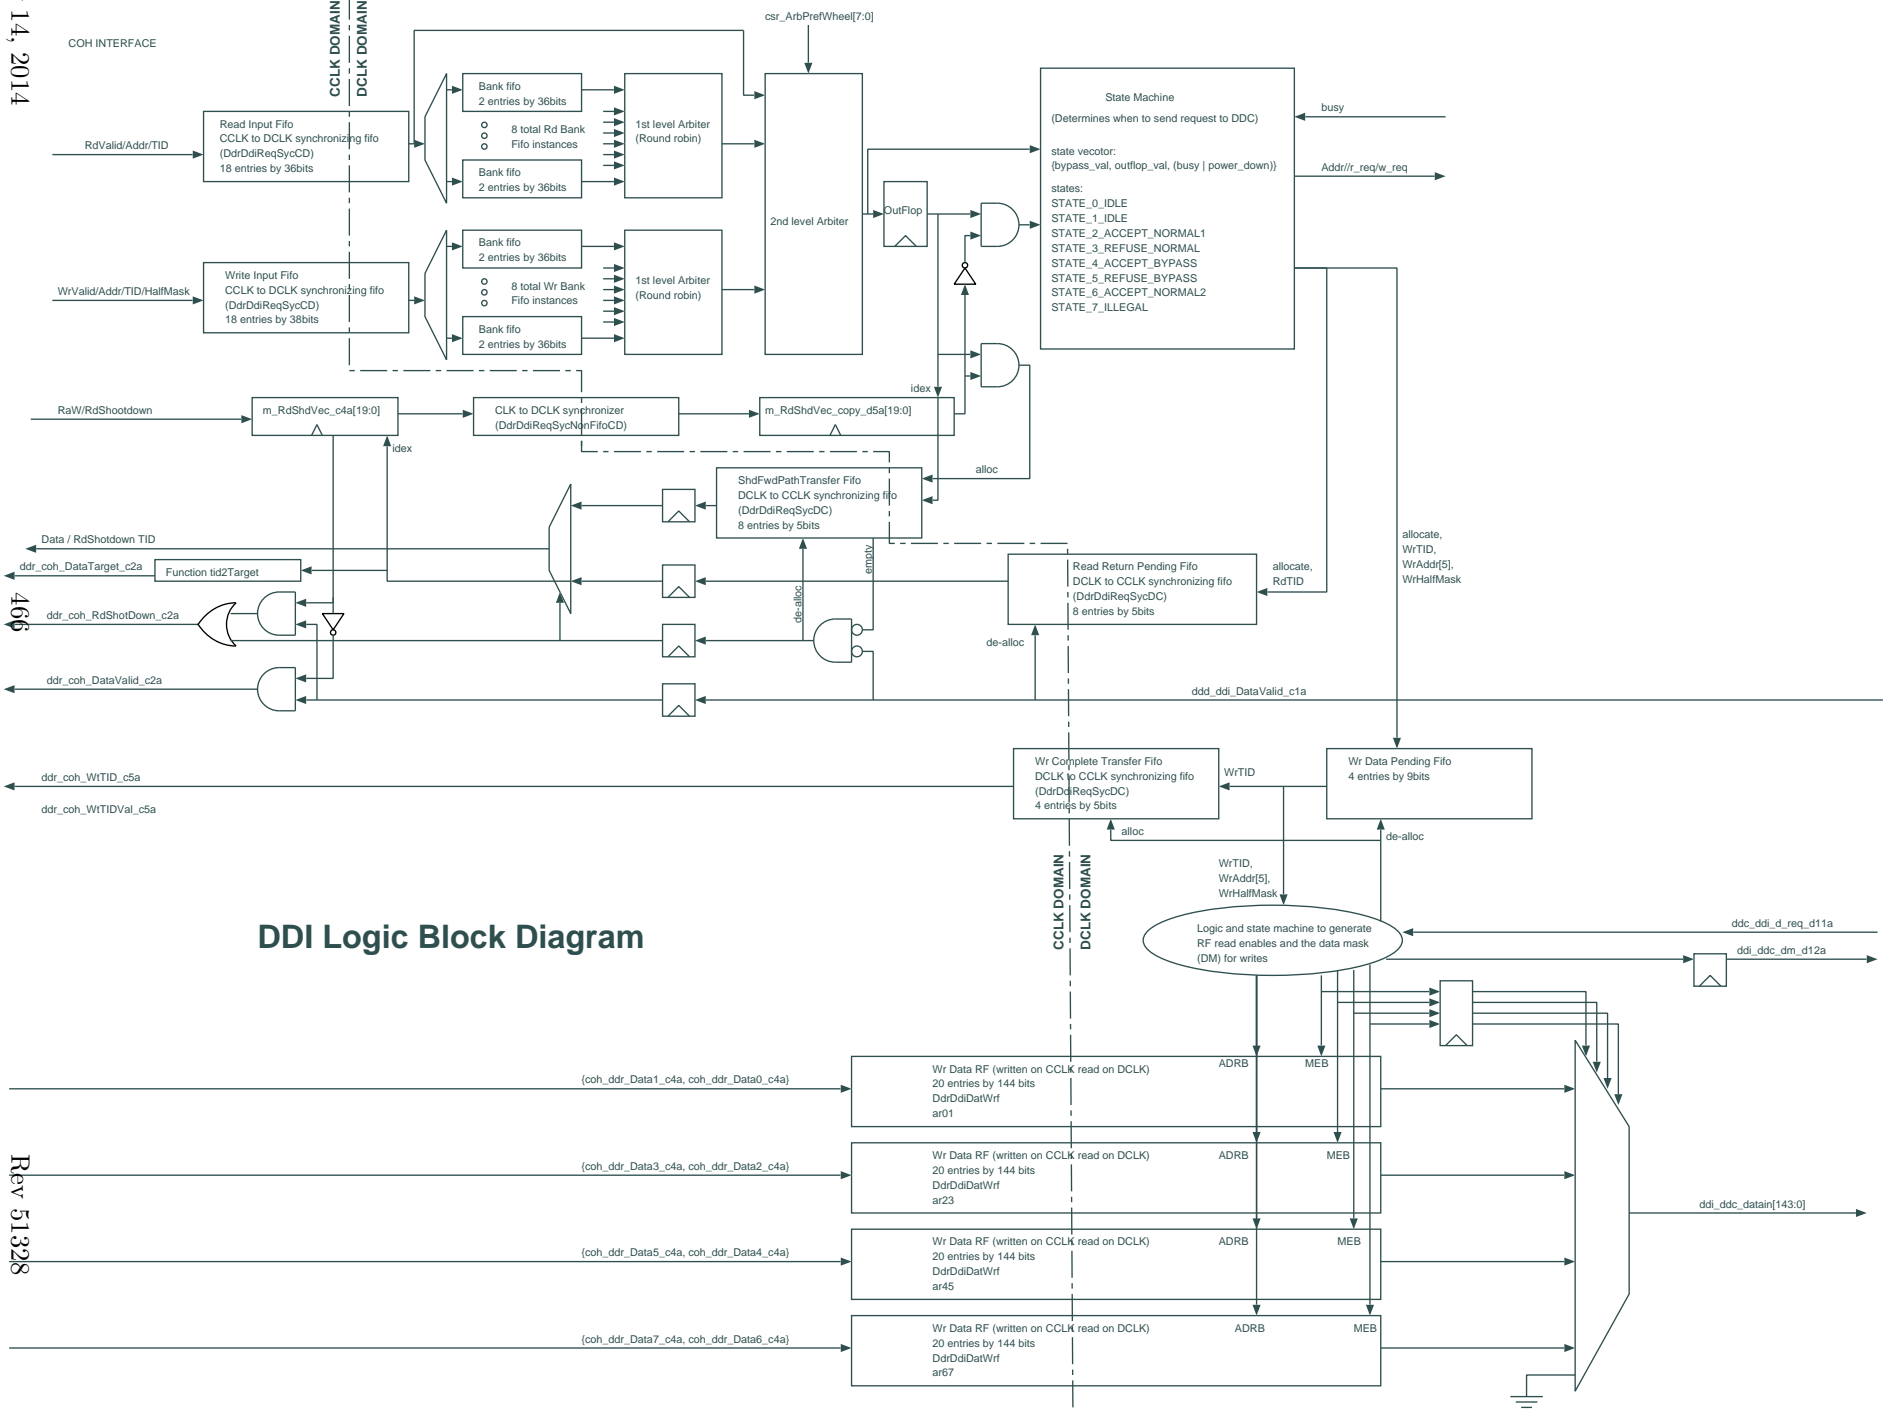 14, 2014
COH INTERFACE
CCLK DOMAIN
DCLK DOMAIN
csr_ArbPrefWheel[7:0]
RdValid/Addr/TID
Read Input Fifo
CCLK to DCLK synchronizing fifo
(DdrDdiReqSycCD)
18 entries by 36bits
Bank fifo
2 entries by 36bits
8 total Rd Bank
Fifo instances
Bank fifo
2 entries by 36bits
1st level Arbiter
(Round robin)
WrValid/Addr/TID/HalfMask
Write Input Fifo
CCLK to DCLK synchronizing fifo
(DdrDdiReqSycCD)
18 entries by 38bits
Bank fifo
2 entries by 36bits
8 total Wr Bank
Fifo instances
Bank fifo
2 entries by 36bits
1st level Arbiter
(Round robin)
2nd level Arbiter
OutFlop
State Machine
(Determines when to send request to DDC)
state vecotor:
{bypass_val, outflop_val, (busy | power_down)}
states:
STATE_0_IDLE
STATE_1_IDLE
STATE_2_ACCEPT_NORMAL1
STATE_3_REFUSE_NORMAL
STATE_4_ACCEPT_BYPASS
STATE_5_REFUSE_BYPASS
STATE_6_ACCEPT_NORMAL2
STATE_7_ILLEGAL
busy
Addr//r_req/w_req
RaW/RdShootdown
m_RdShdVec_c4a[19:0]
CLK to DCLK synchronizer
(DdrDdiReqSycNonFifoCD)
m_RdShdVec_copy_d5a[19:0]
idex
idex
alloc
ShdFwdPathTransfer Fifo
DCLK to CCLK synchronizing fifo
(DdrDdiReqSycDC)
8 entries by 5bits
Data / RdShotdown TID
ddr_coh_DataTarget_c2a
Function tid2Target
466
ddr_coh_RdShotDown_c2a
ddr_coh_DataValid_c2a
de-alloc
empty
Read Return Pending Fifo
DCLK to CCLK synchronizing fifo
(DdrDdiReqSycDC)
8 entries by 5bits
allocate,
RdTID
de-alloc
allocate,
WrTID,
WrAddr[5],
WrHalfMask
ddd_ddi_DataValid_c1a
ddr_coh_WtTID_c5a
ddr_coh_WtTIDVal_c5a
Wr Complete Transfer Fifo
DCLK to CCLK synchronizing fifo
(DdrDdiReqSycDC)
4 entries by 5bits
WrTID
Wr Data Pending Fifo
4 entries by 9bits
alloc
de-alloc
CCLK DOMAIN
DCLK DOMAIN
WrTID,
WrAddr[5],
WrHalfMask
DDI Logic Block Diagram
Logic and state machine to generate
RF read enables and the data mask
(DM) for writes
ddc_ddi_d_req_d11a
ddi_ddc_dm_d12a
{coh_ddr_Data1_c4a, coh_ddr_Data0_c4a}
Wr Data RF (written on CCLK read on DCLK)
20 entries by 144 bits
DdrDdiDatWrf
ar01
ADRB
MEB
Rev 51328
{coh_ddr_Data3_c4a, coh_ddr_Data2_c4a}
Wr Data RF (written on CCLK read on DCLK)
20 entries by 144 bits
DdrDdiDatWrf
ar23
ADRB
MEB
{coh_ddr_Data5_c4a, coh_ddr_Data4_c4a}
Wr Data RF (written on CCLK read on DCLK)
20 entries by 144 bits
DdrDdiDatWrf
ar45
ADRB
MEB
{coh_ddr_Data7_c4a, coh_ddr_Data6_c4a}
Wr Data RF (written on CCLK read on DCLK)
20 entries by 144 bits
DdrDdiDatWrf
ar67
ADRB
MEB
ddi_ddc_datain[143:0]